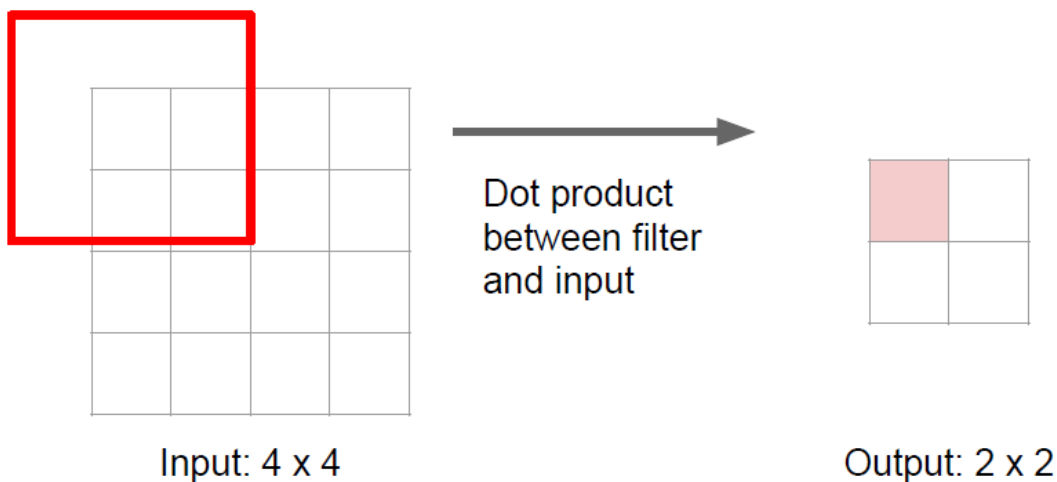 Dot product
between filter
and input
Input: 4 x 4
Output: 2 x 2